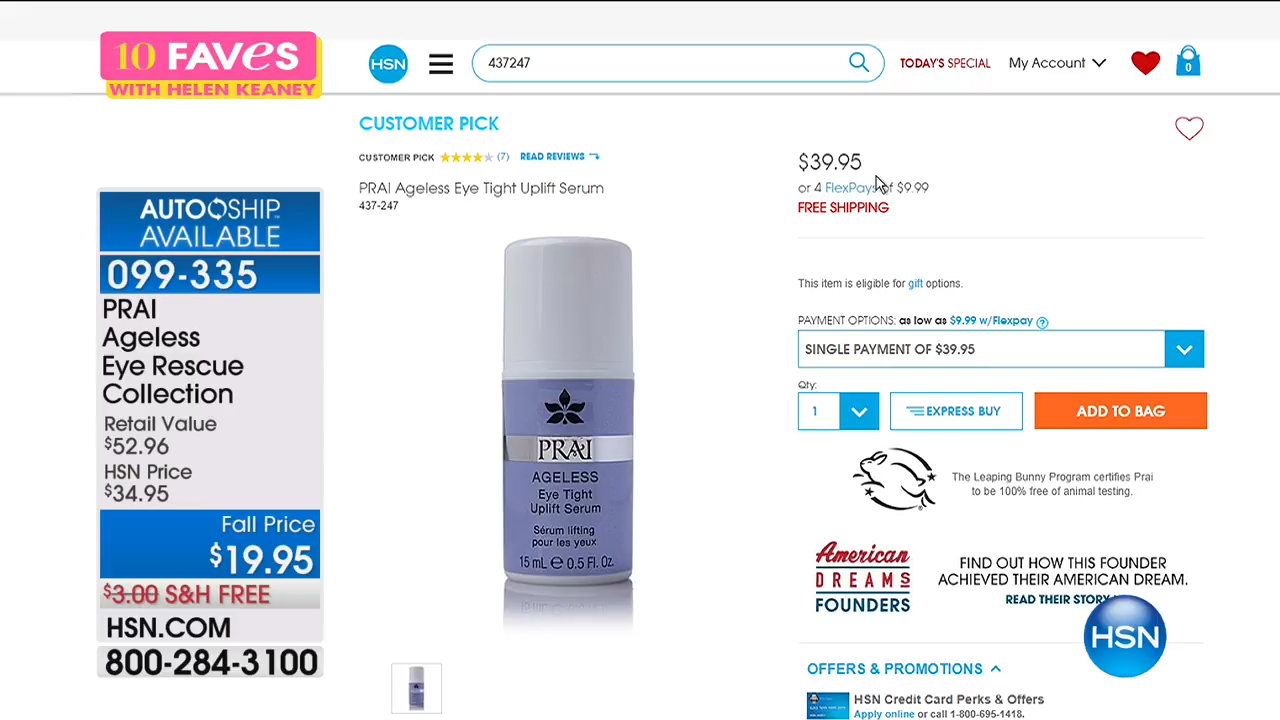 10 FAVES
WITH HELEN KEANEY
HSN
437247
TODAY'S SPECIAL
My Account
0
CUSTOMER PICK
CUSTOMER PICK (7) READ REVIEWS
PRAI Ageless Eye Tight Uplift Serum
437-247
$39.95
or 4 FlexPays of $9.99
FREE SHIPPING
This item is eligible for gift options.
PAYMENT OPTIONS: as low as $9.99 w/Flexpay ?
SINGLE PAYMENT OF $39.95
Qty:
1
EXPRESS BUY
ADD TO BAG
The Leaping Bunny Program certifies Prai
to be 100% free of animal testing.
American
DREAMS
FOUNDERS
FIND OUT HOW THIS FOUNDER
ACHIEVED THEIR AMERICAN DREAM.
READ THEIR STORY
HSN
OFFERS & PROMOTIONS
HSN Credit Card Perks & Offers
Apply online or call 1-800-695-1418.
PRAI
AGELESS
Eye Tight
Uplift Serum
Sérum lifting
pour les yeux
15 mL e 0.5 Fl. Oz.
AUTOSHIP
AVAILABLE
099-335
PRAI
Ageless
Eye Rescue
Collection
Retail Value
$52.96
HSN Price
$34.95
Fall Price
$19.95
$3.00 S&H FREE
HSN.COM
800-284-3100